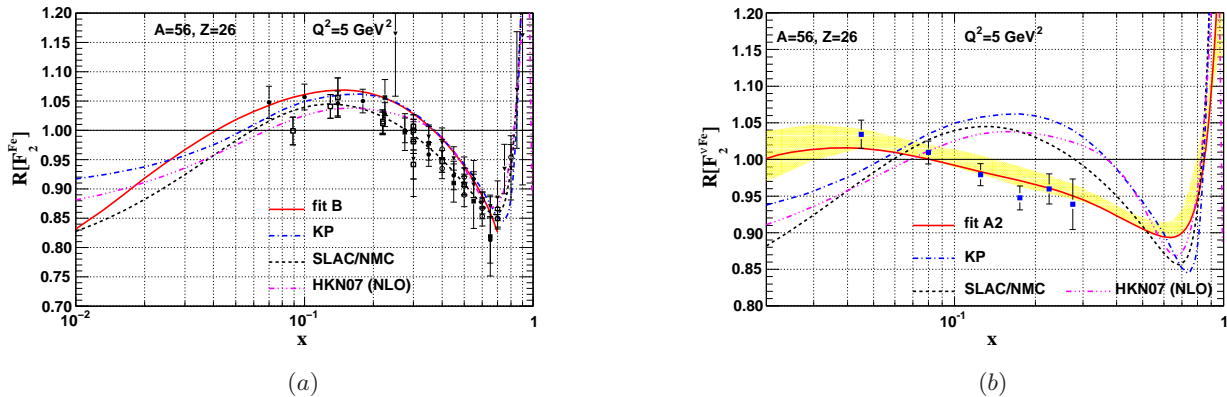 A=56, Z=26 Q²=5 GeV²
R[F₂^Fe]
1.20
1.15
1.10
1.05
1.00
0.95
0.90
0.85
0.80
0.75
0.70
fit B
KP
SLAC/NMC
HKN07 (NLO)
10⁻² 10⁻¹ 1
x
(a)
A=56, Z=26 Q²=5 GeV²
R[F₂^νFe]
1.20
1.15
1.10
1.05
1.00
0.95
0.90
0.85
0.80
fit A2
KP
SLAC/NMC HKN07 (NLO)
10⁻¹ 1
x
(b)